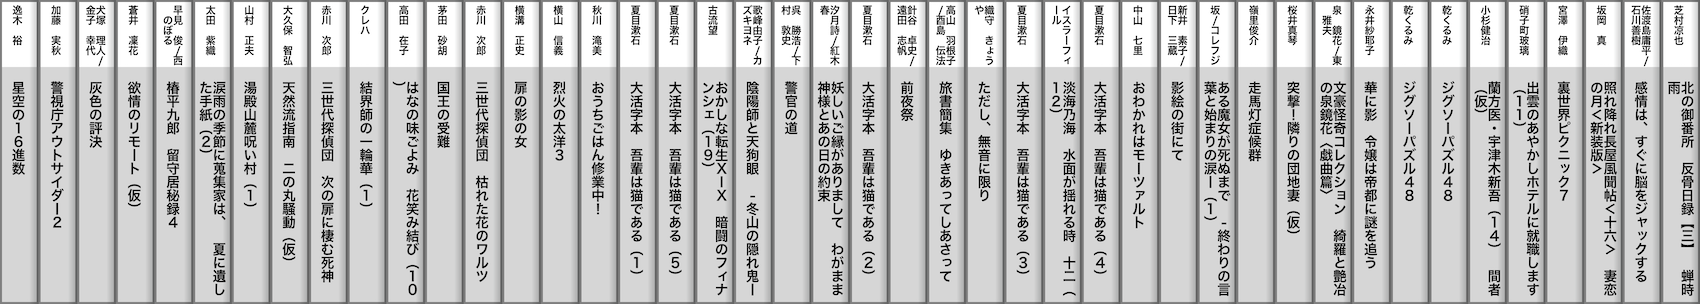 芝村凉也
北の御番所　反骨日録【三】　蝉時
雨
佐渡島庸平/
石川善樹
感情は、すぐに脳をジャックする
坂岡　真
照れ降れ長屋風聞帖＜十六＞　妻恋
の月＜新装版＞
宮澤　伊織
裏世界ピクニック７
硝子町玻璃
出雲のあやかしホテルに就職します
（１１）
小杉健治
蘭方医・宇津木新吾（１４）　間者
（仮）
乾くるみ
ジグソーパズル４８
乾くるみ
ジグソーパズル４８
永井紗耶子
華に影　令嬢は帝都に謎を追う
泉　鏡花/東
雅夫
文豪怪奇コレクション　綺羅と艶冶
の泉鏡花〈戯曲篇〉
桜井真琴
突撃！隣りの団地妻（仮）
嶺里俊介
走馬灯症候群
坂/コレフジ
ある魔女が死ぬまで　‐終わりの言
葉と始まりの涙ー（１）
新井　素子/
日下　三蔵
影絵の街にて
中山　七里
おわかれはモーツァルト
夏目漱石
大活字本　吾輩は猫である（４）
イスラーフィ
ール
淡海乃海　水面が揺れる時　十二（
１２）
夏目漱石
大活字本　吾輩は猫である（３）
織守　きょう
や
ただし、無音に限り
高山　羽根子
/酉島　伝法
旅書簡集　ゆきあってしあさって
針谷　卓史/
遠田　志帆
前夜祭
夏目漱石
大活字本　吾輩は猫である（２）
汐月詩/紅木
春
妖しいご縁がありまして　わがまま
神様とあの日の約束
呉　勝浩/下
村　敦史
警官の道
歌峰由子/カ
ズキヨネ
陰陽師と天狗眼　‐冬山の隠れ鬼ー
古流望
おかしな転生ＸＩＸ　暗闘のフィナ
ンシェ（１９）
夏目漱石
大活字本　吾輩は猫である（５）
夏目漱石
大活字本　吾輩は猫である（１）
秋川　滝美
おうちごはん修業中！
横山　信義
烈火の太洋３
横溝　正史
扉の影の女
赤川　次郎
三世代探偵団　枯れた花のワルツ
茅田　砂胡
国王の受難
高田　在子
はなの味ごよみ　花笑み結び（１０
）
クレハ
結界師の一輪華（１）
赤川　次郎
三世代探偵団　次の扉に棲む死神
大久保　智弘
天然流指南　二の丸騒動（仮）
山村　正夫
湯殿山麓呪い村（１）
太田　紫織
涙雨の季節に蒐集家は、　夏に遺し
た手紙（２）
早見　俊/西
のぼる
椿平九郎　留守居秘録４
蒼井　凜花
欲情のリモート（仮）
犬塚　理人/
金子　幸代
灰色の評決
加藤　実秋
警視庁アウトサイダー２
逸木　裕
星空の１６進数